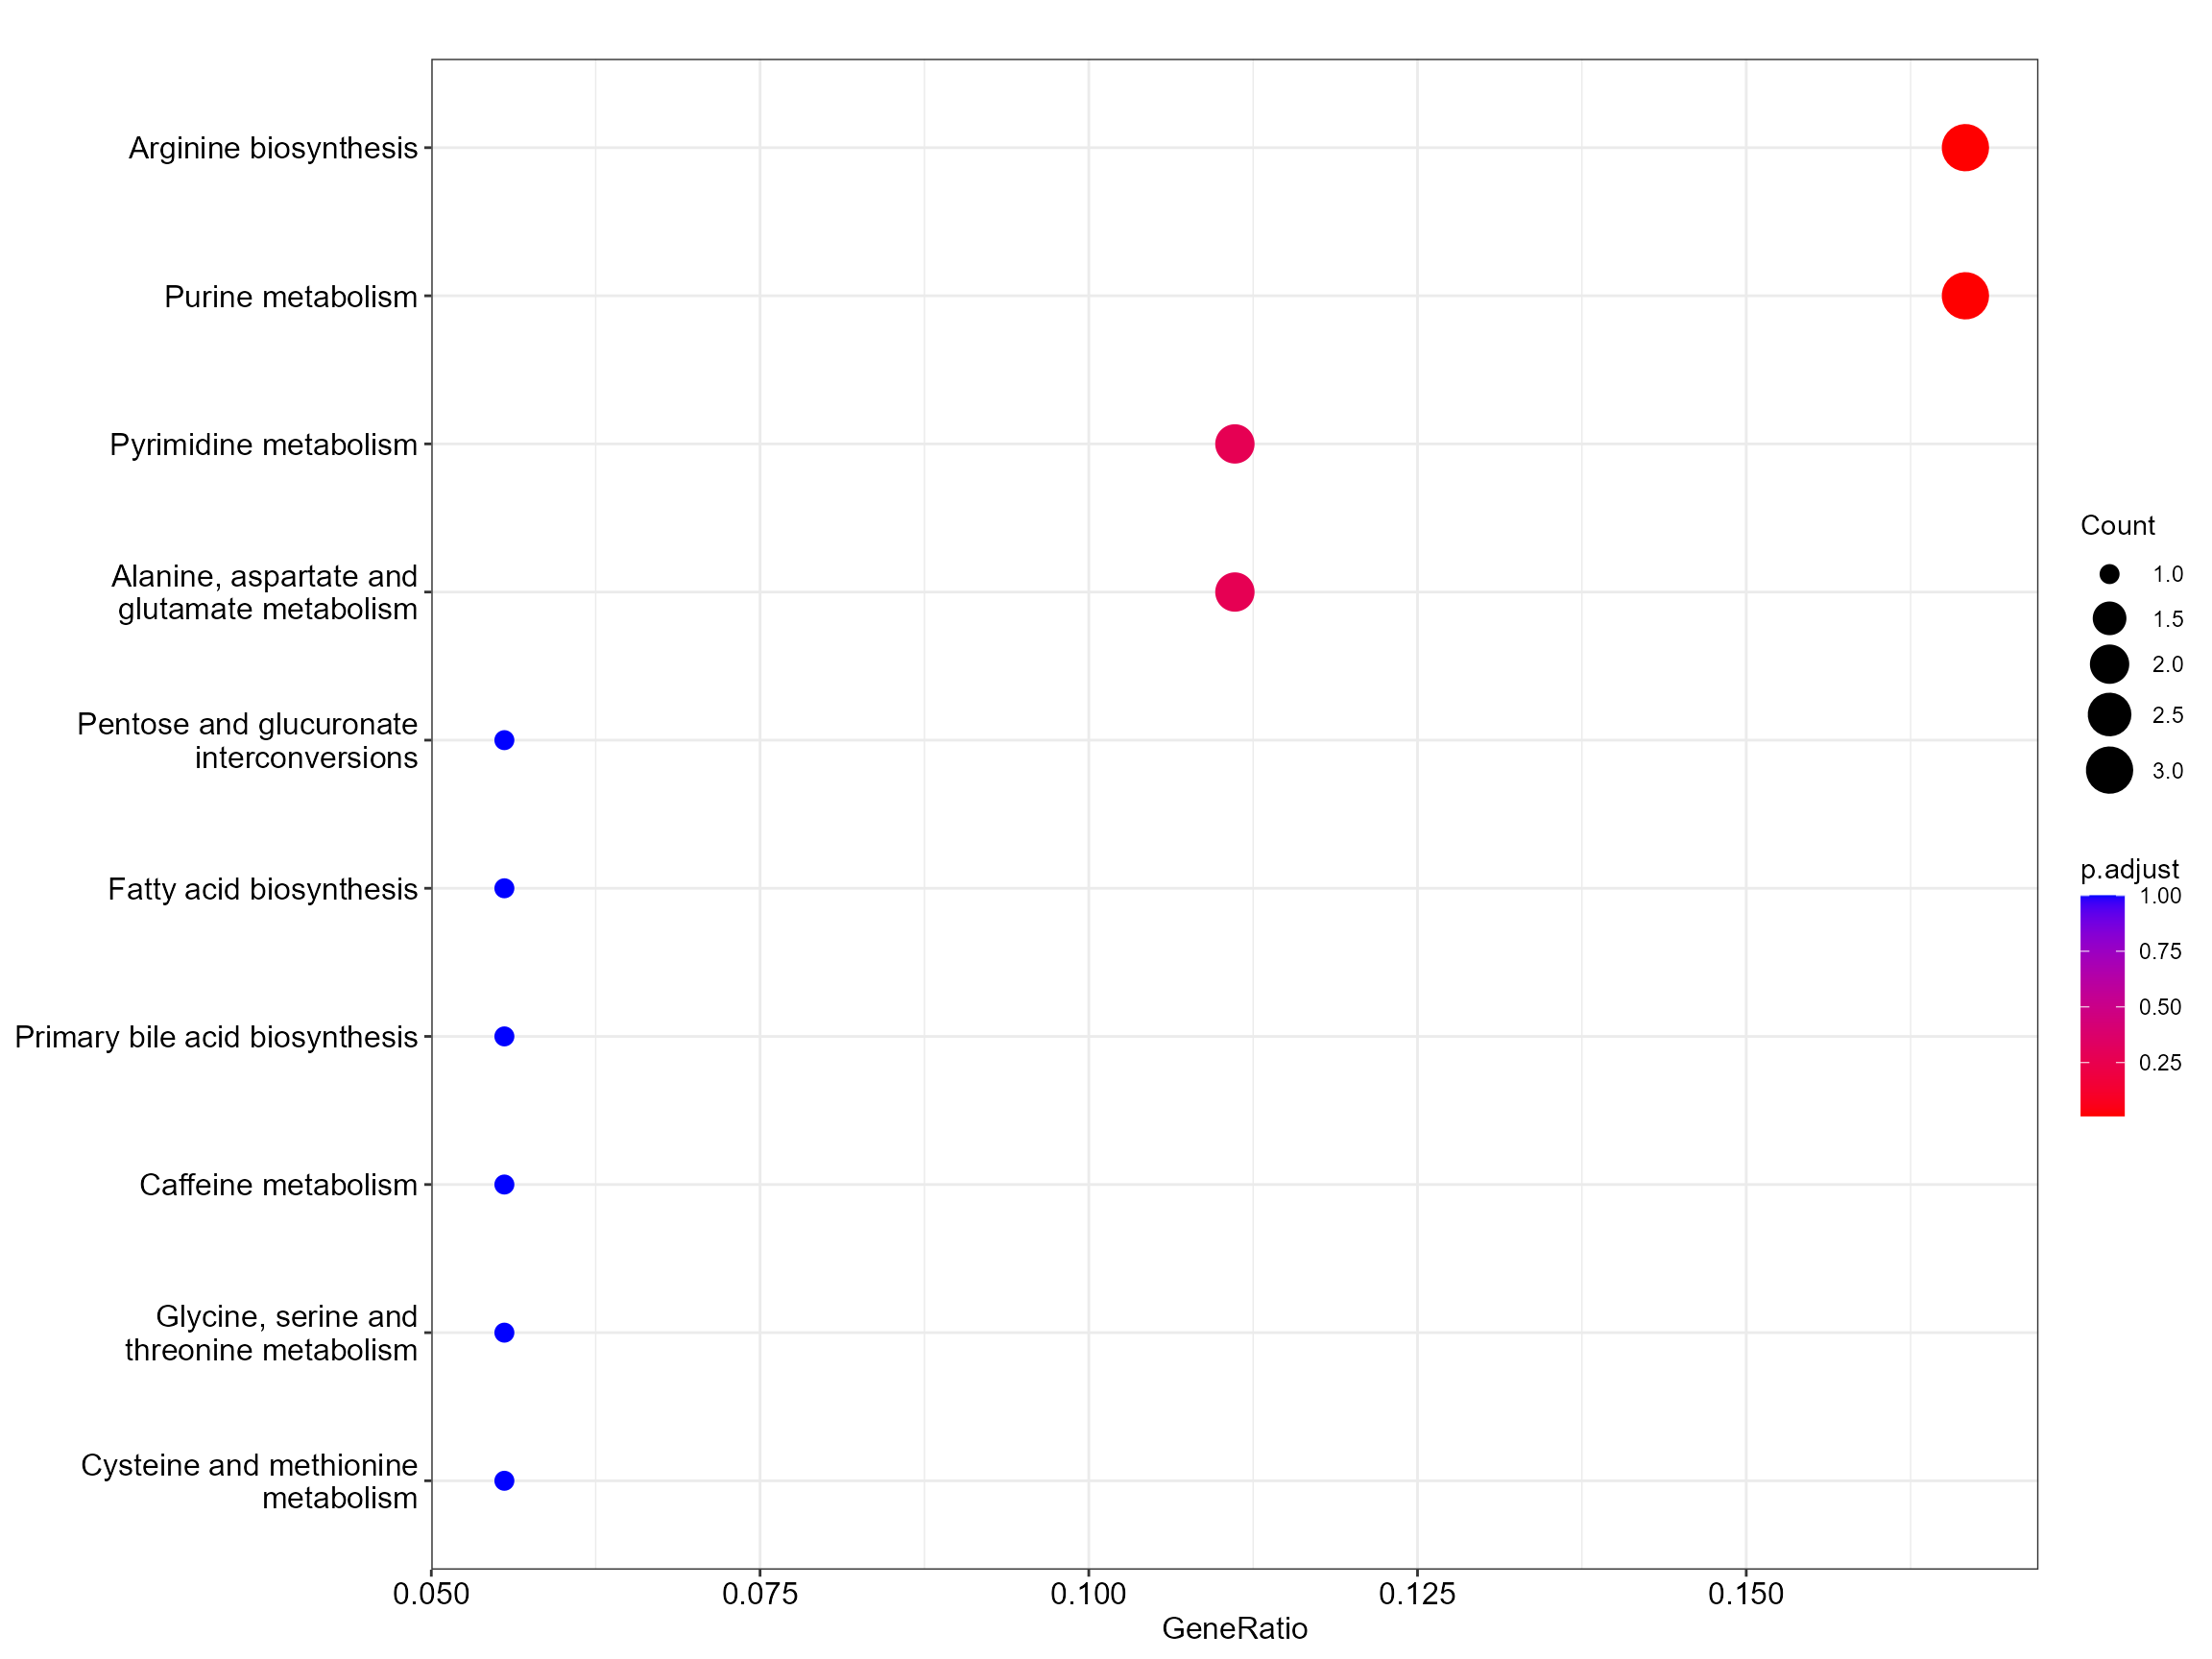 Arginine biosynthesis
Purine metabolism
Pyrimidine metabolism
Alanine, aspartate and
glutamate metabolism
Pentose and glucuronate
interconversions
Fatty acid biosynthesis
Primary bile acid biosynthesis
Caffeine metabolism
Glycine, serine and
threonine metabolism
Cysteine and methionine
metabolism
0.050 0.075 0.100 0.125 0.150
GeneRatio
Count
1.0
1.5
2.0
2.5
3.0
p.adjust
1.00
0.75
0.50
0.25